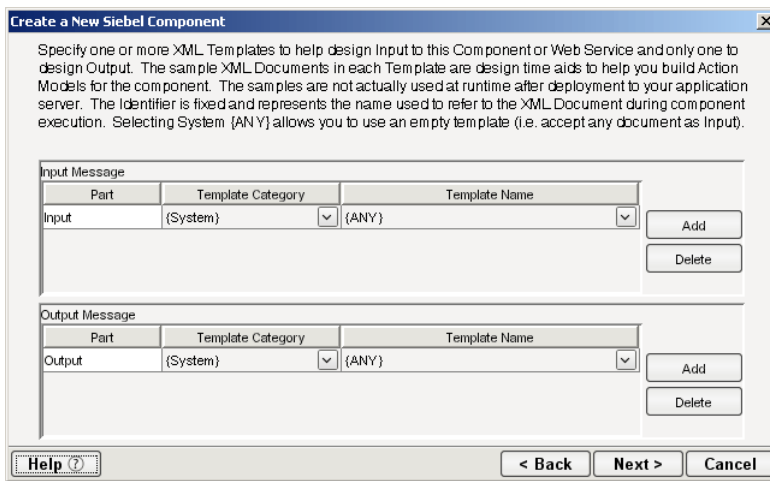 Create a New Siebel Component
Specify one or more XML Templates to help design Input to this Component or Web Service and only one to
design Output. The sample XML Documents in each Template are design time aids to help you build Action
Models for the component. The samples are not actually used at runtime after deployment to your application
server. The Identifier is fixed and represents the name used to refer to the XML Document during component
execution. Selecting System {ANY} allows you to use an empty template (i.e. accept any document as Input).
Input Message
Part Template Category Template Name
Input {System} {ANY}
Add
Delete
Output Message
Part Template Category Template Name
Output {System} {ANY}
Add
Delete
Help ? < Back Next > Cancel